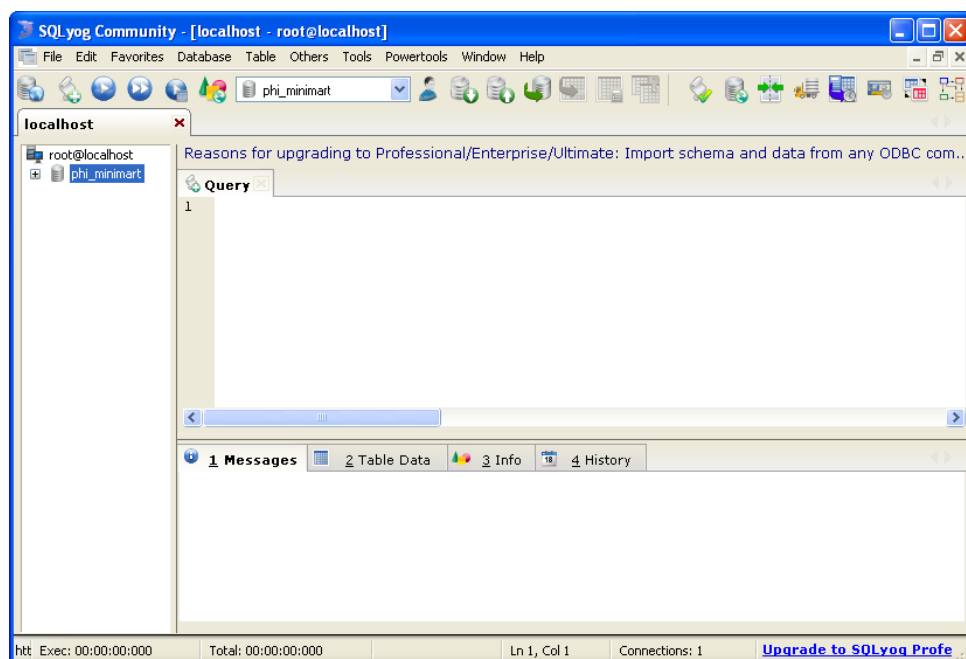 SQLyog Community - [localhost - root@localhost]
File Edit Favorites Database Table Others Tools Powertools Window Help
phi_minimart
localhost
root@localhost
phi_minimart
Reasons for upgrading to Professional/Enterprise/Ultimate: Import schema and data from any ODBC com...
Query
1
1 Messages 2 Table Data 3 Info 18 4 History
htt Exec: 00:00:00:000 Total: 00:00:00:000 Ln 1, Col 1 Connections: 1 Upgrade to SQLyog Profe